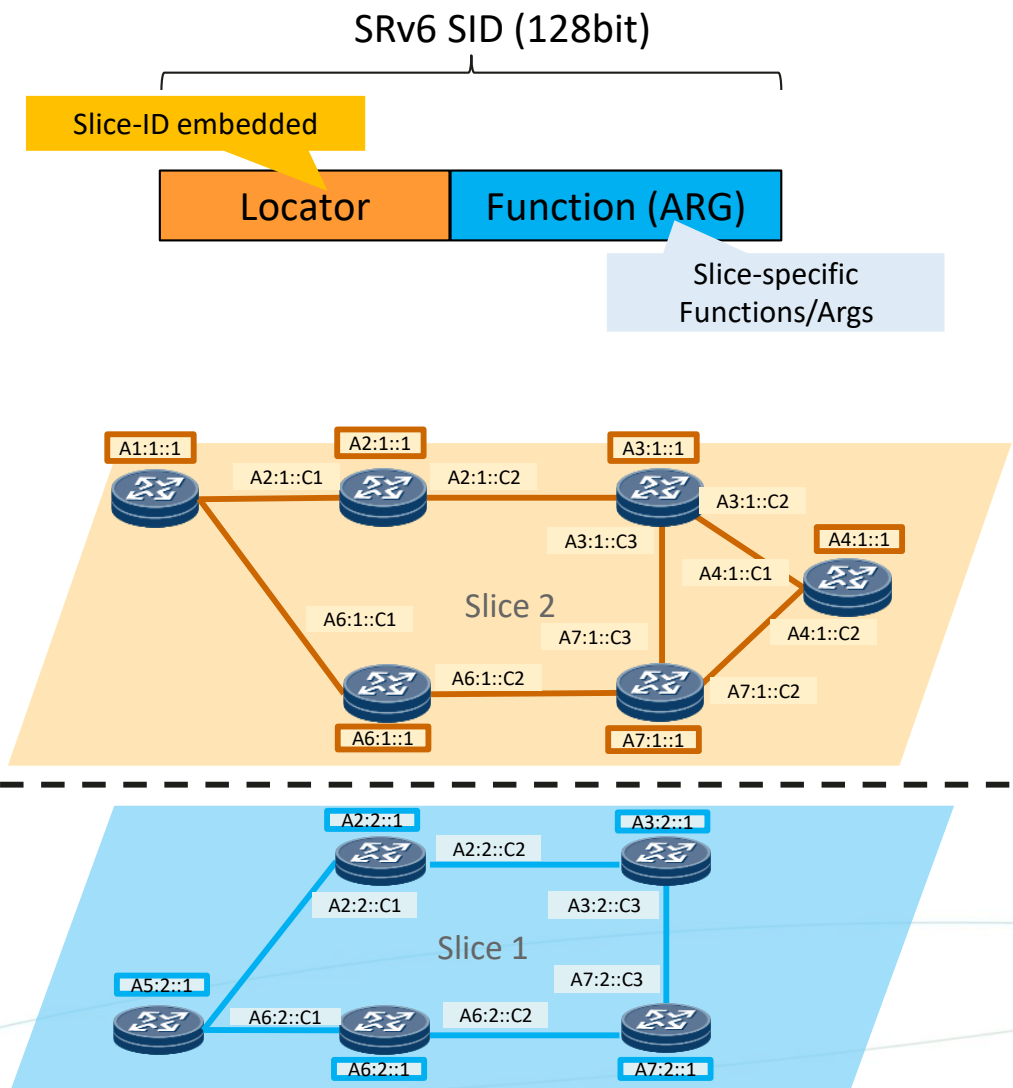 SRv6 SID (128bit)
Slice-ID embedded
Locator
Function (ARG)
Slice-specific
Functions/Args
A1:1::1
A2:1::1
A3:1::1
A2:1::C1
A2:1::C2
A3:1::C2
A3:1::C3
A4:1::1
A4:1::C1
Slice 2
A6:1::C1
A7:1::C3
A4:1::C2
A6:1::C2
A7:1::C2
A6:1::1
A7:1::1
A2:2::1
A3:2::1
A2:2::C2
A2:2::C1
A3:2::C3
Slice 1
A7:2::C3
A5:2::1
A6:2::C1
A6:2::C2
A6:2::1
A7:2::1